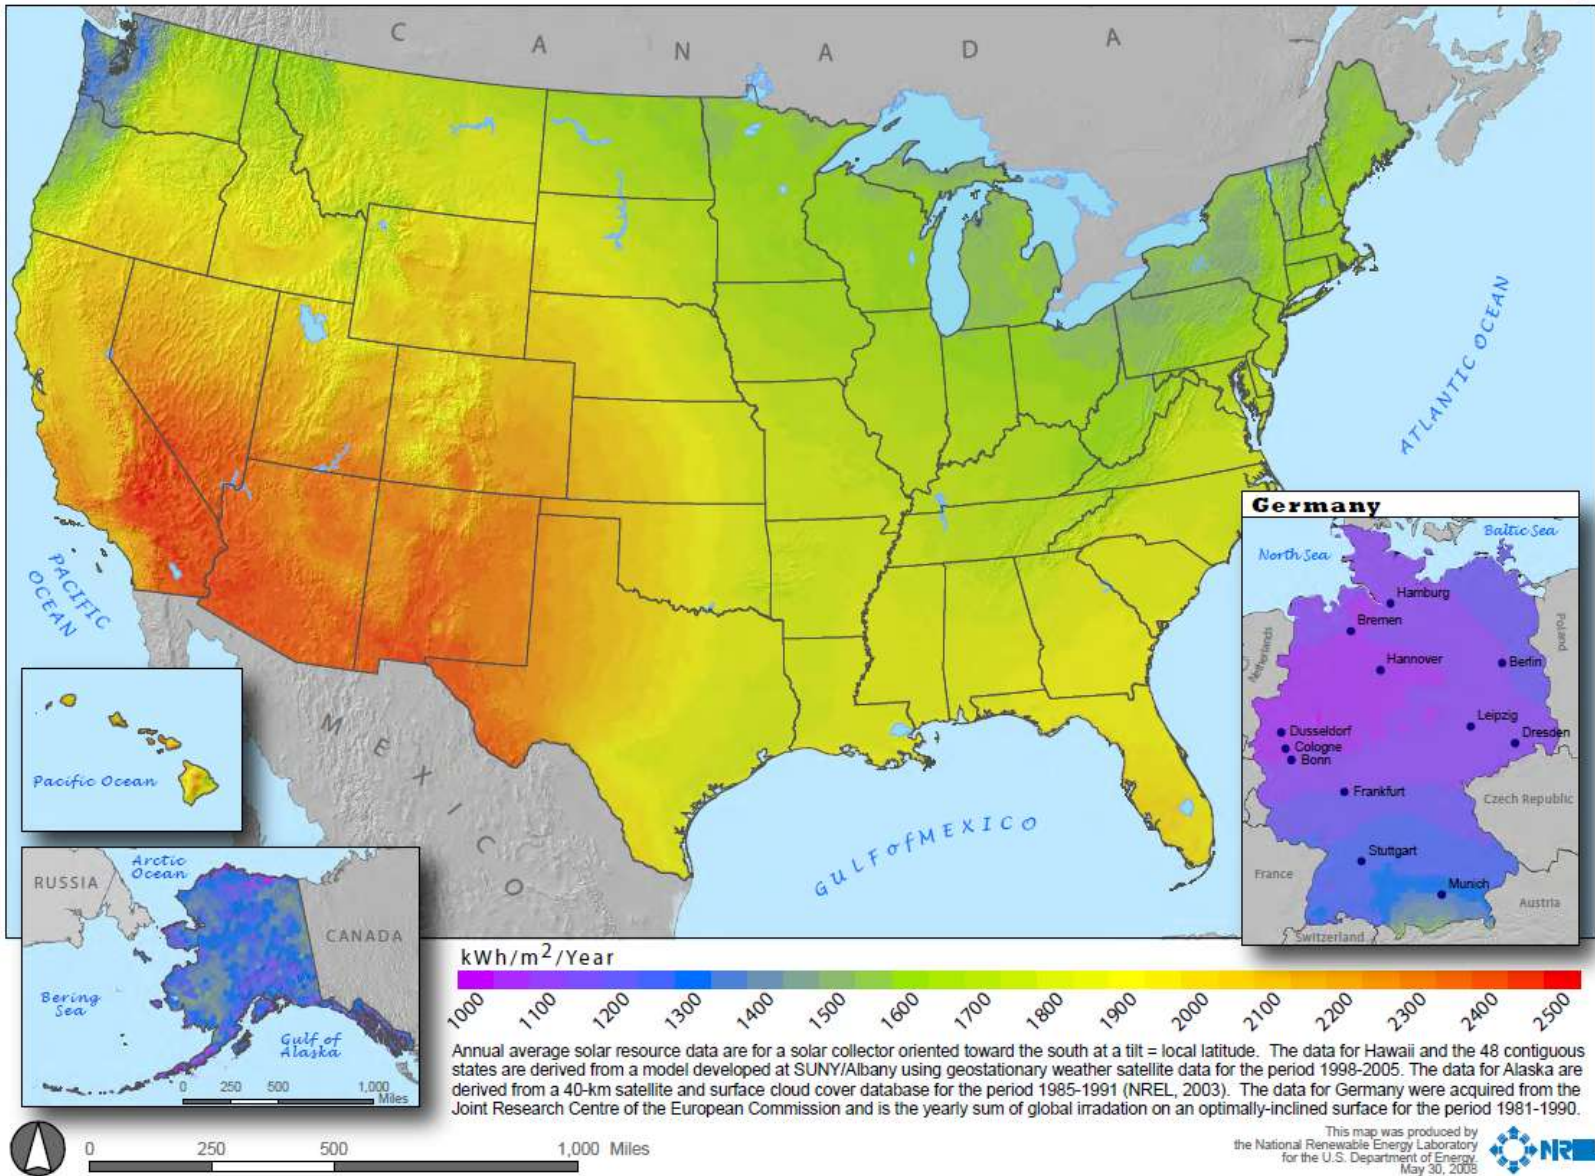 C A N A D A
ATLANTIC OCEAN
PACIFIC
OCEAN
MEXICO
GULF of MEXICO
Pacific Ocean
Arctic
Ocean
RUSSIA
CANADA
Bering
Sea
Gulf of
Alaska
0 250 500 1,000
Miles
Germany
North Sea
Baltic Sea
Hamburg
Bremen
Netherlands
Hannover
Berlin
Poland
Leipzig
Dusseldorf
Dresden
Cologne
Bonn
Frankfurt
Czech Republic
Stuttgart
France
Munich
Austria
Switzerland
kWh/m²/Year
1000 1100 1200 1300 1400 1500 1600 1700 1800 1900 2000 2100 2200 2300 2400 2500
Annual average solar resource data are for a solar collector oriented toward the south at a tilt = local latitude. The data for Hawaii and the 48 contiguous
states are derived from a model developed at SUNY/Albany using geostationary weather satellite data for the period 1998-2005. The data for Alaska are
derived from a 40-km satellite and surface cloud cover database for the period 1985-1991 (NREL, 2003). The data for Germany were acquired from the
Joint Research Centre of the European Commission and is the yearly sum of global irradation on an optimally-inclined surface for the period 1981-1990.
0 250 500 1,000 Miles
This map was produced by
the National Renewable Energy Laboratory
for the U.S. Department of Energy.
May 30, 2008
NR